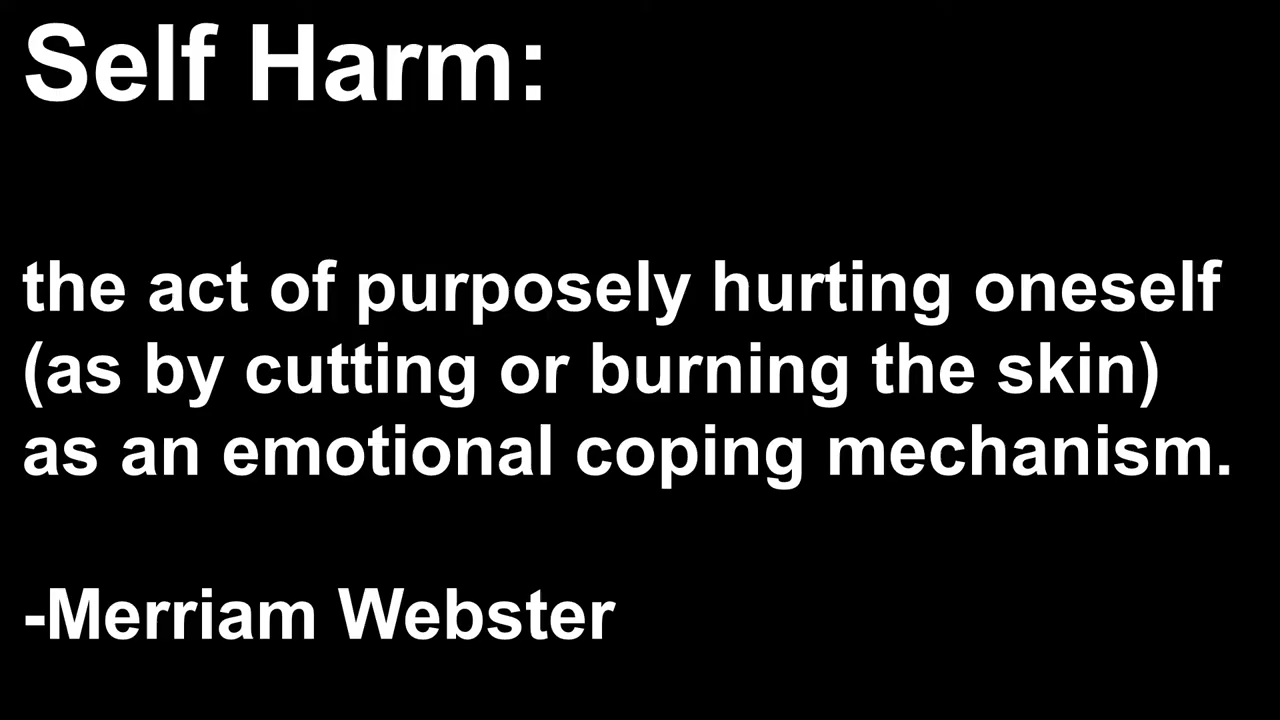 Self Harm:
the act of purposely hurting oneself
(as by cutting or burning the skin)
as an emotional coping mechanism.
-Merriam Webster